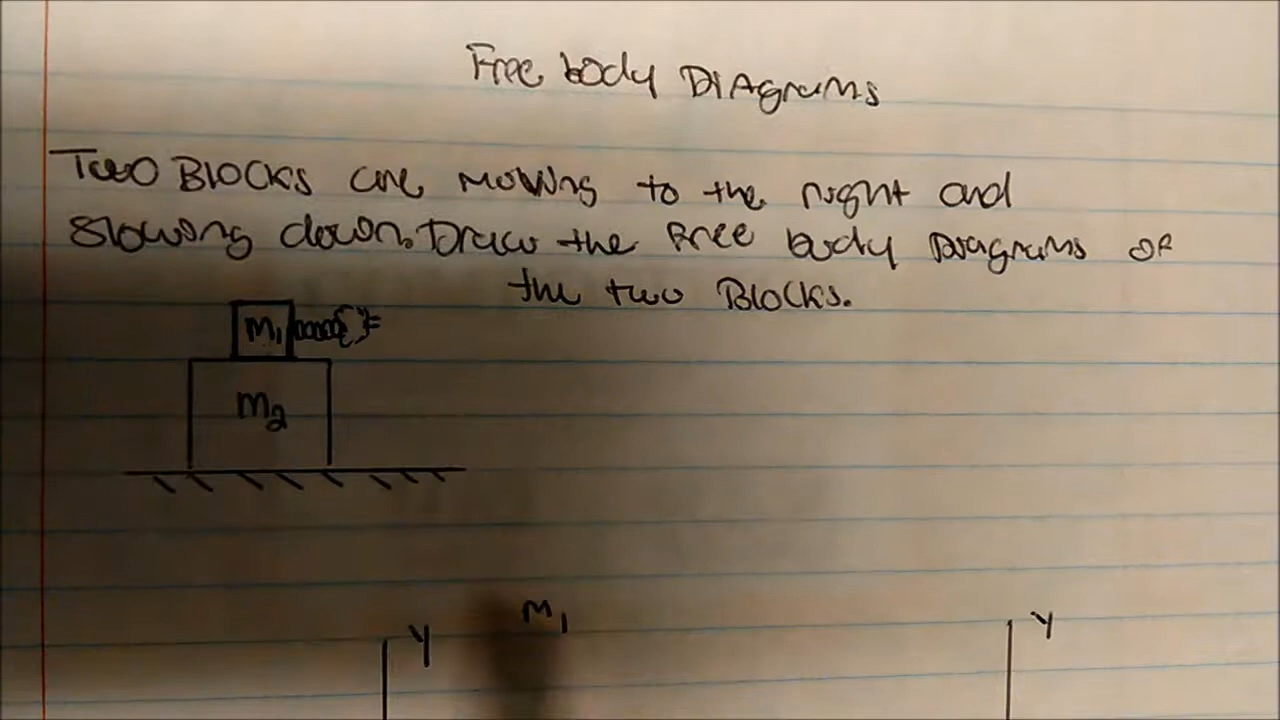 Free body DIAgrams
Two BLOCKS are moving to the right and
slowing down. Draw the Free body Diagrams of
the two BLOCKS.
m1
m2
M1
Y
Y